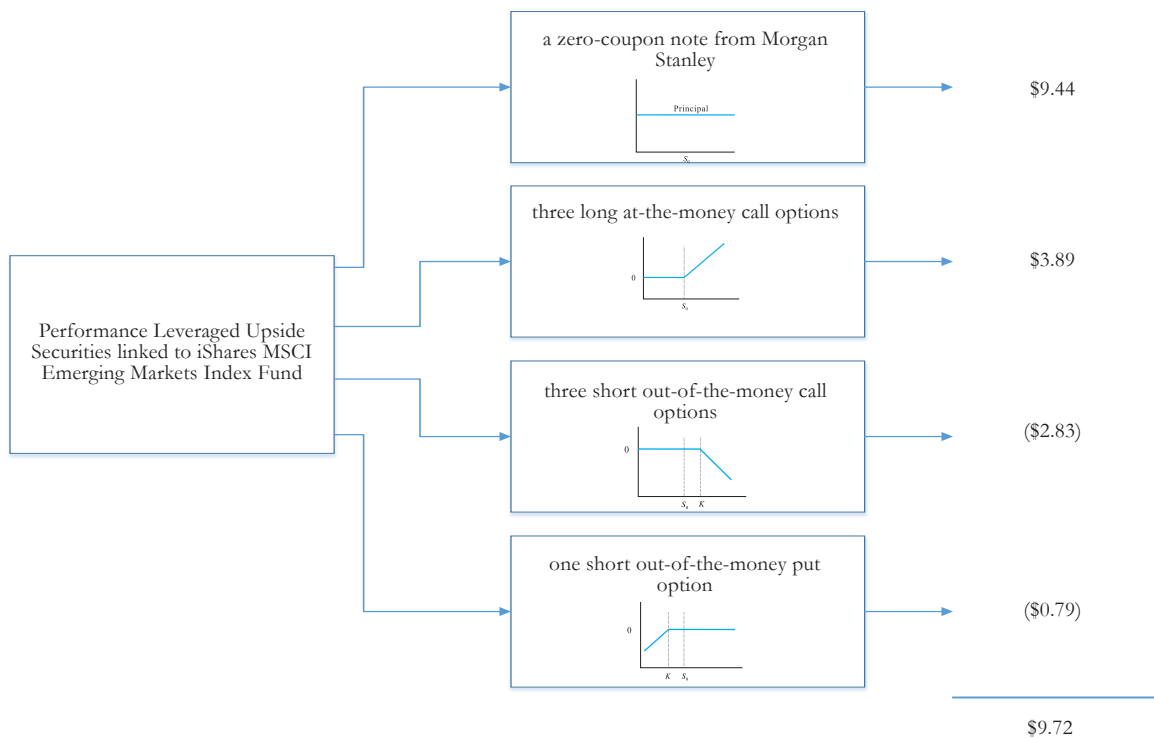 Performance Leveraged Upside
Securities linked to iShares MSCI
Emerging Markets Index Fund
a zero-coupon note from Morgan
Stanley
Principal
S₀
$9.44
three long at-the-money call options
0
S₀
$3.89
three short out-of-the-money call
options
0
S₀ K
($2.83)
one short out-of-the-money put
option
0
K S₀
($0.79)
$9.72